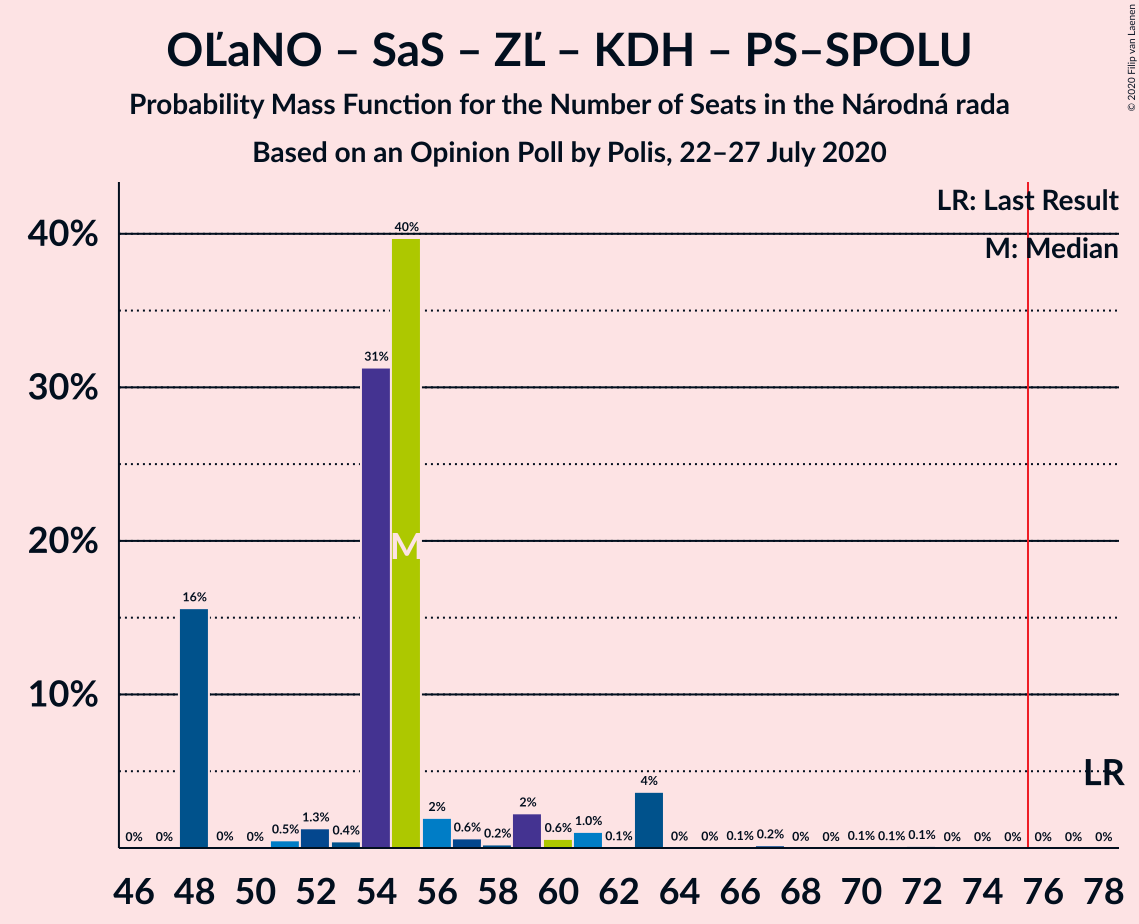 OĽaNO – SaS – ZĽ – KDH – PS–SPOLU
Probability Mass Function for the Number of Seats in the Národná rada
Based on an Opinion Poll by Polis, 22–27 July 2020
© 2020 Filip van Laenen
LR: Last Result
M: Median
40%
30%
20%
10%
0% 0% 16% 0% 0% 0.5% 1.3% 0.4% 31% 40% 2% 0.6% 0.2% 2% 0.6% 1.0% 0.1% 4% 0% 0% 0.1% 0.2% 0% 0% 0.1% 0.1% 0.1% 0% 0% 0% 0% 0% 0%
M
LR
46 48 50 52 54 56 58 60 62 64 66 68 70 72 74 76 78